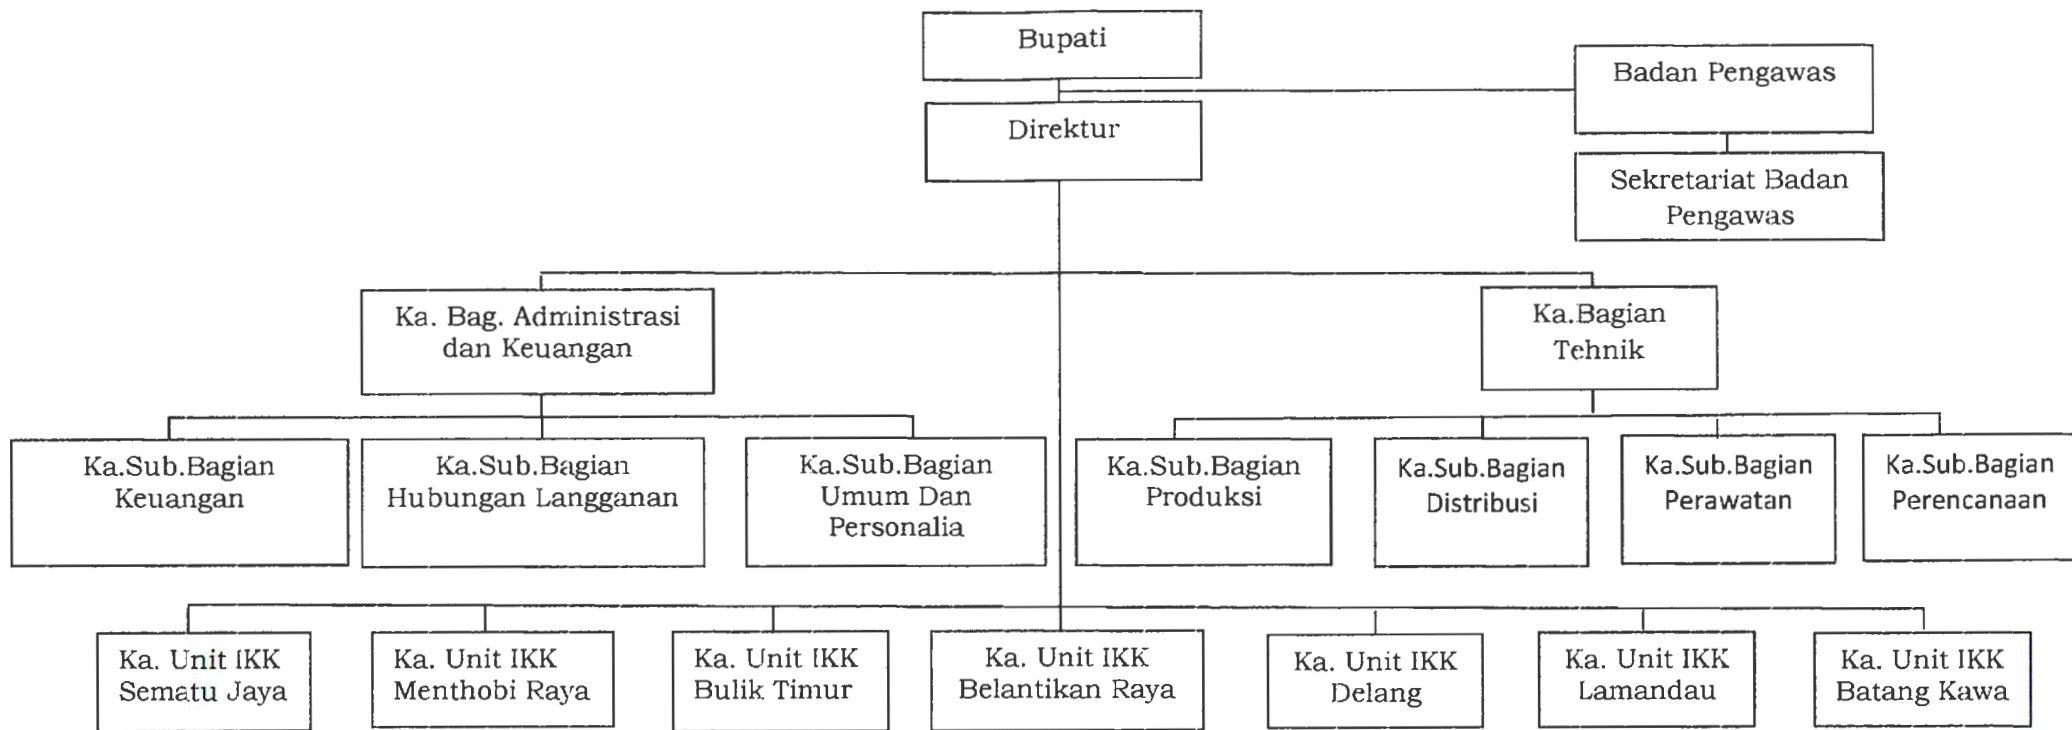 Bupati
Badan Pengawas
Direktur
Sekretariat Badan
Pengawas
Ka. Bag. Administrasi
dan Keuangan
Ka.Bagian
Tehnik
Ka.Sub.Bagian
Keuangan
Ka.Sub.Bagian
Hubungan Langganan
Ka.Sub.Bagian
Umum Dan
Personalia
Ka.Sub.Bagian
Produksi
Ka.Sub.Bagian
Distribusi
Ka.Sub.Bagian
Perawatan
Ka.Sub.Bagian
Perencanaan
Ka. Unit IKK
Sematu Jaya
Ka. Unit IKK
Menthobi Raya
Ka. Unit IKK
Bulik Timur
Ka. Unit IKK
Belantikan Raya
Ka. Unit IKK
Delang
Ka. Unit IKK
Lamandau
Ka. Unit IKK
Batang Kawa